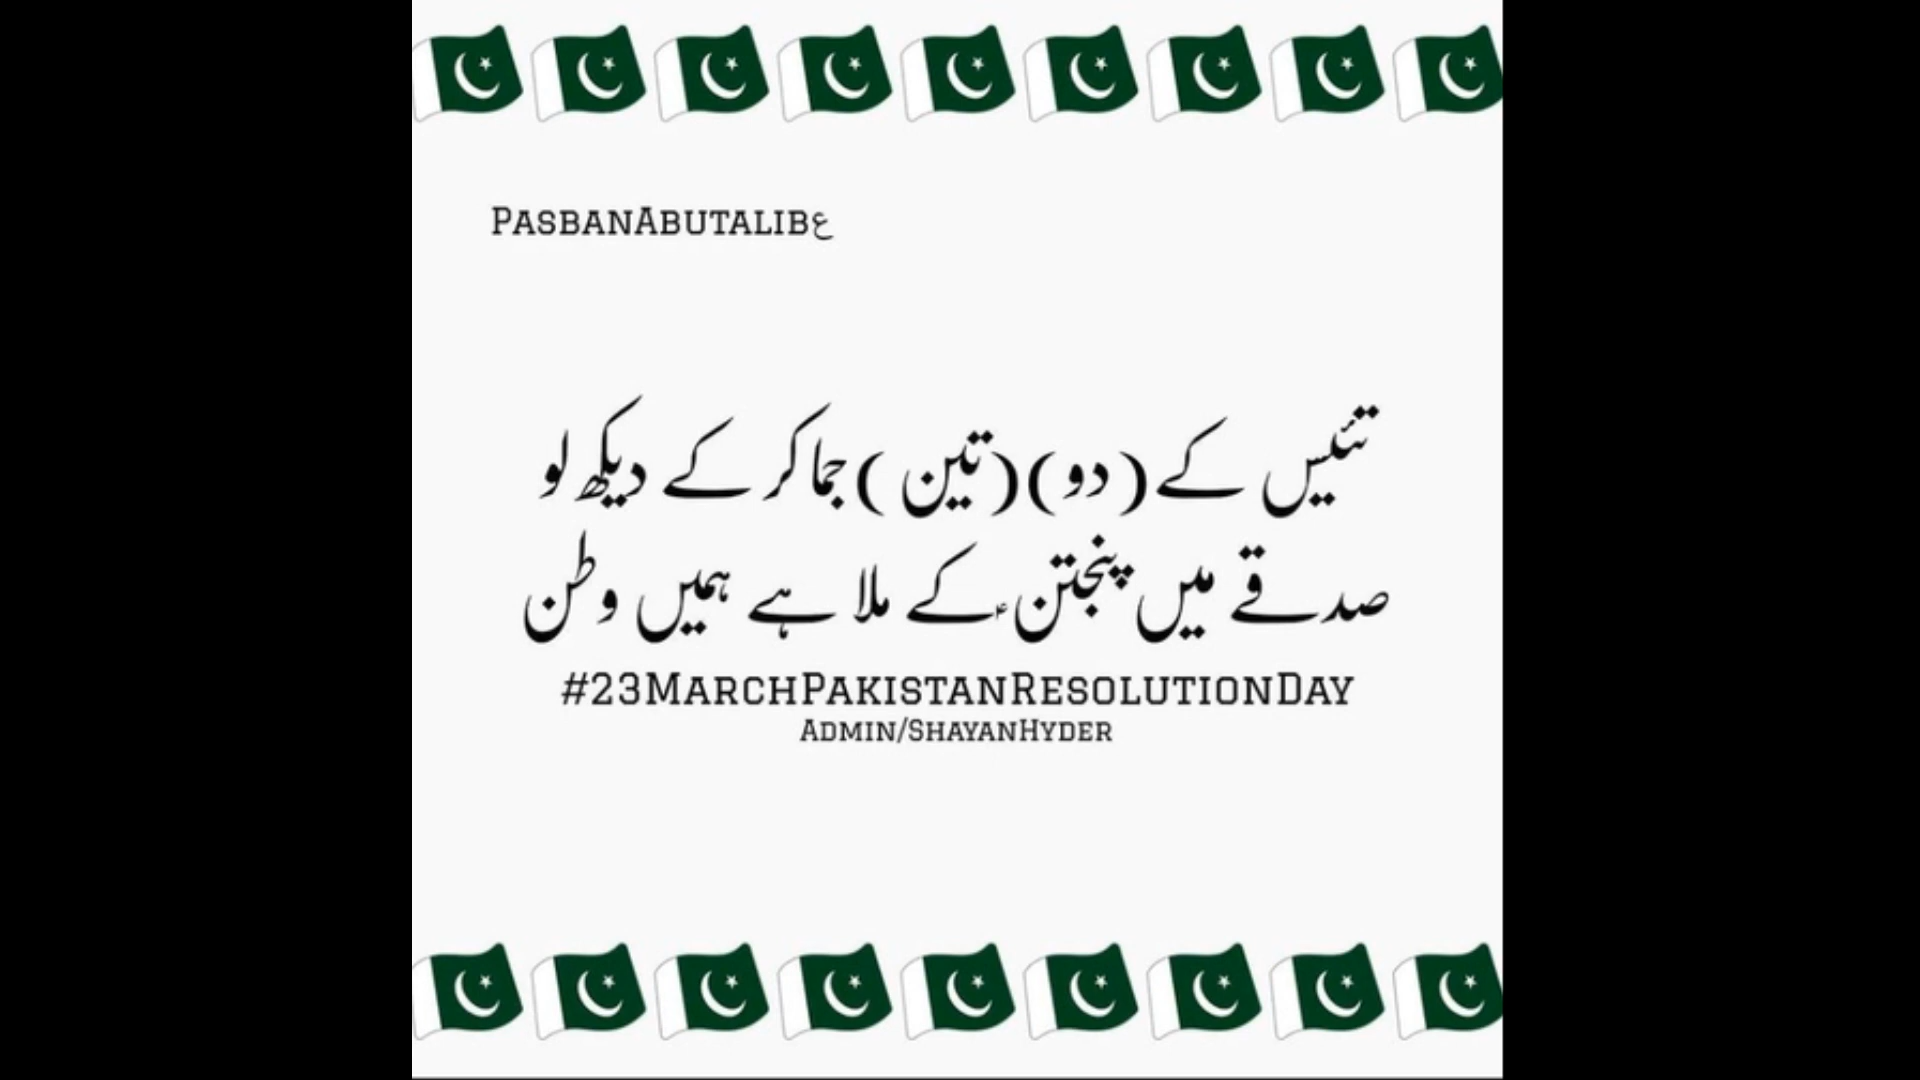 PasbanAbutalibع
تئیس کے (دو)(تین) جما کر کے دیکھ لو
صدقے میں پنجتنؑ کے ملا ہے ہمیں وطن
#23MarchPakistanResolutionDay
Admin/ShayanHyder